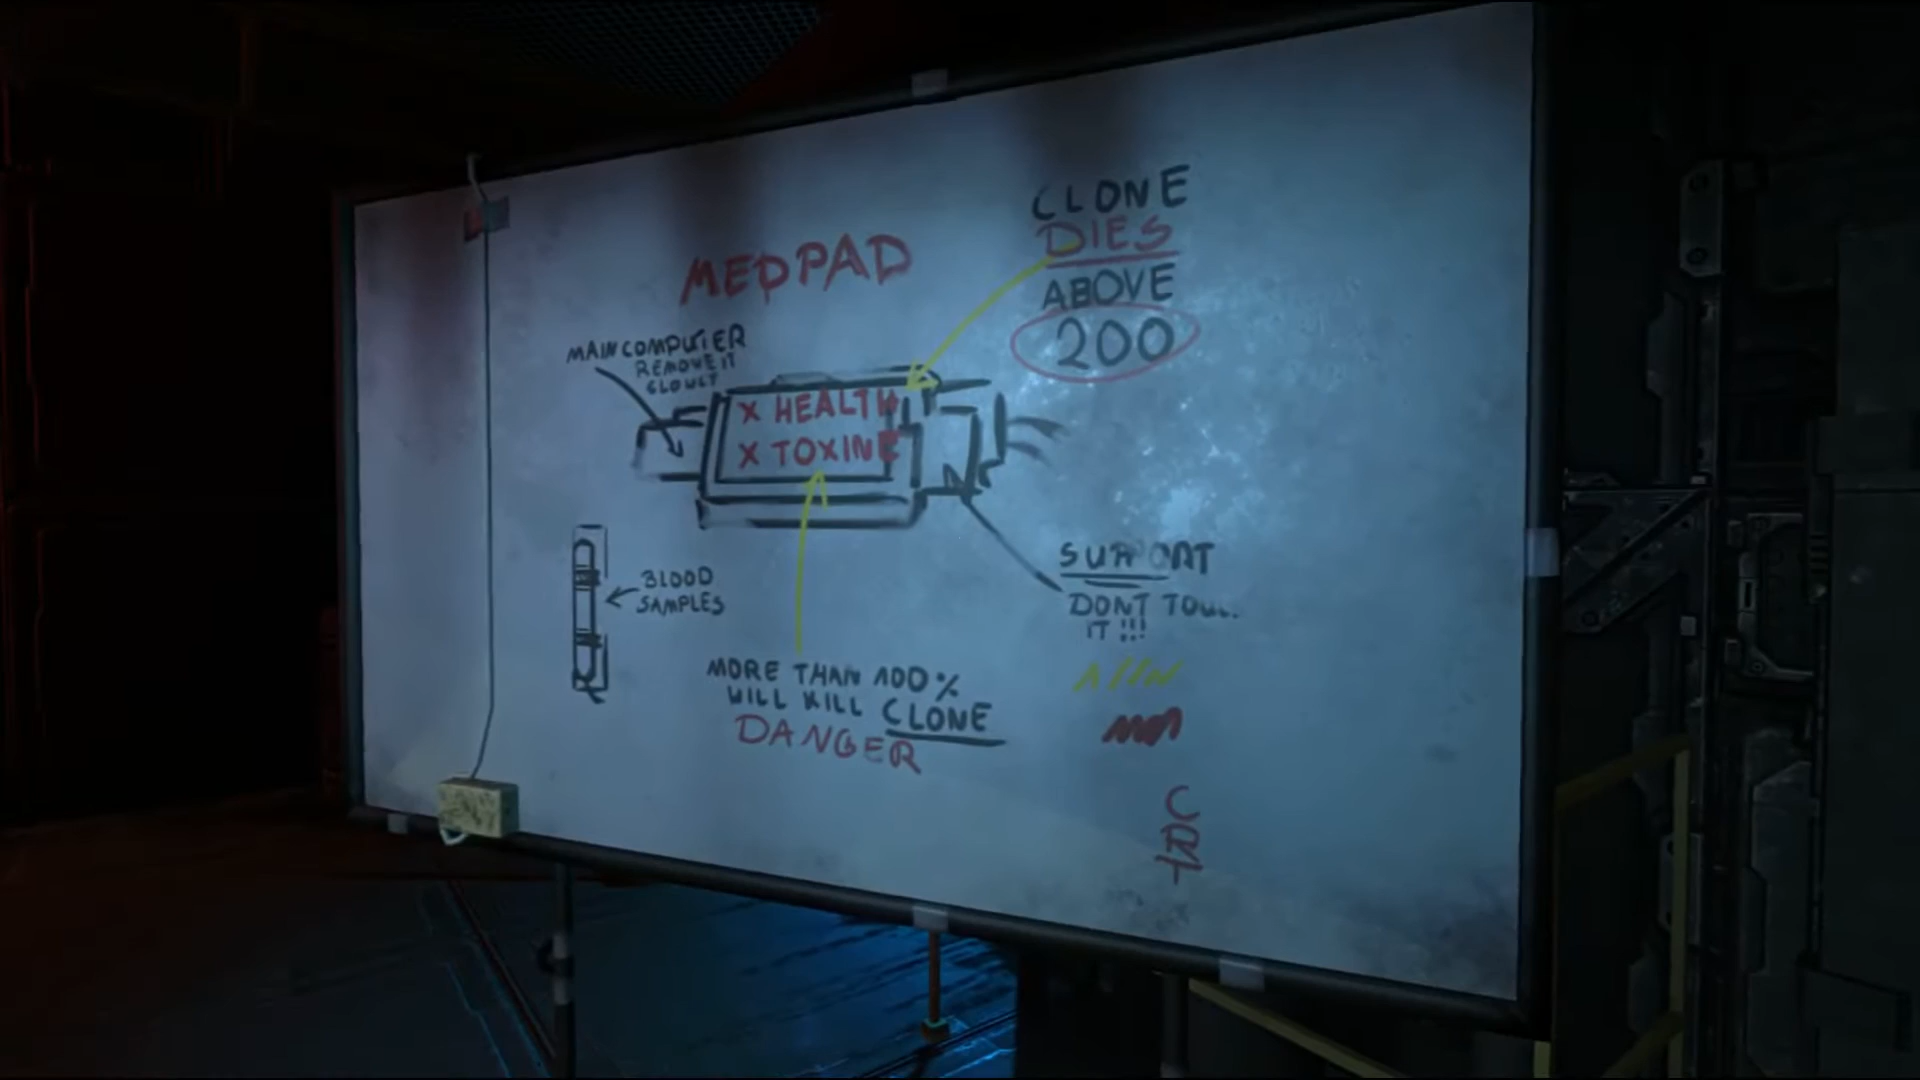 MEDPAD
CLONE
DIES
ABOVE
200
MAIN COMPUTER
REMOVE IT
X HEALTH
X TOXINE
BLOOD
SAMPLES
SUPPORT
DONT
IT!!!
MORE THAN 100%
WILL KILL CLONE
DANGER